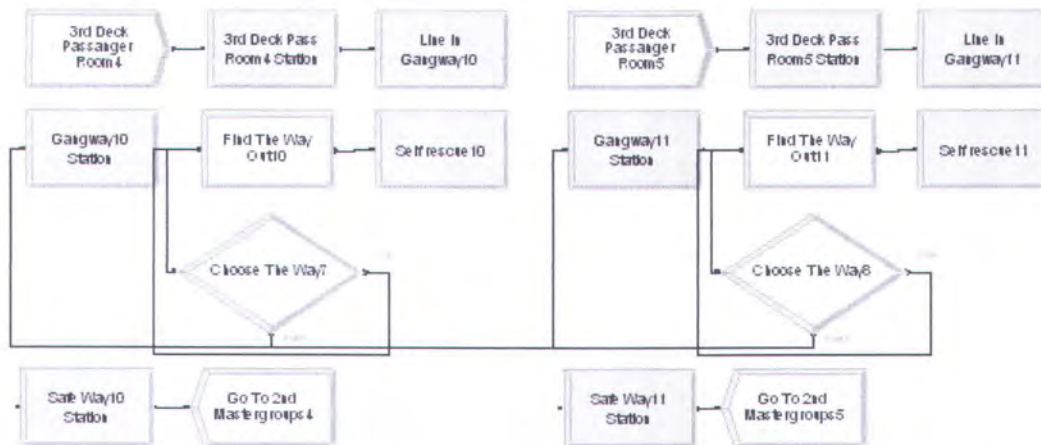 3rd Deck
Passanger
Room4
3rd Deck Pass
Room4 Station
Line In
Gangway10
3rd Deck
Passanger
Room5
3rd Deck Pass
Room5 Station
Line In
Gangway11
Gangway10
Station
Find The Way
Out10
Selfrescue10
Gangway11
Station
Find The Way
Out11
Selfrescue11
Choose The Way7
Choose The Way8
Safe Way10
Station
Go To 2nd
Mastergroups4
Safe Way11
Station
Go To 2nd
Mastergroups5